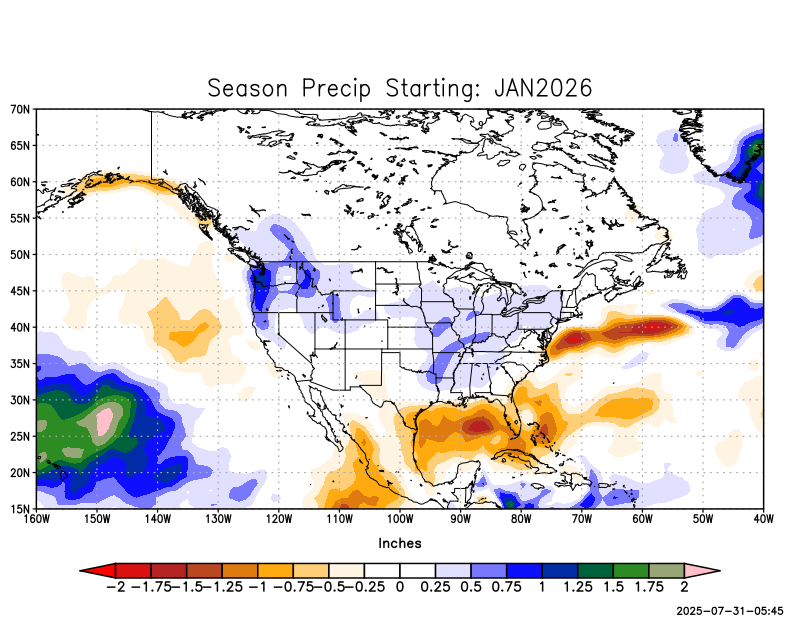 Season Precip Starting: JAN2026
70N
65N
60N
55N
50N
45N
40N
35N
30N
25N
20N
15N
160W 150W 140W 130W 120W 110W 100W 90W 80W 70W 60W 50W 40W
Inches
-2 -1.75 -1.5 -1.25 -1 -0.75 -0.5 -0.25 0 0.25 0.5 0.75 1 1.25 1.5 1.75 2
2025-07-31-05:45